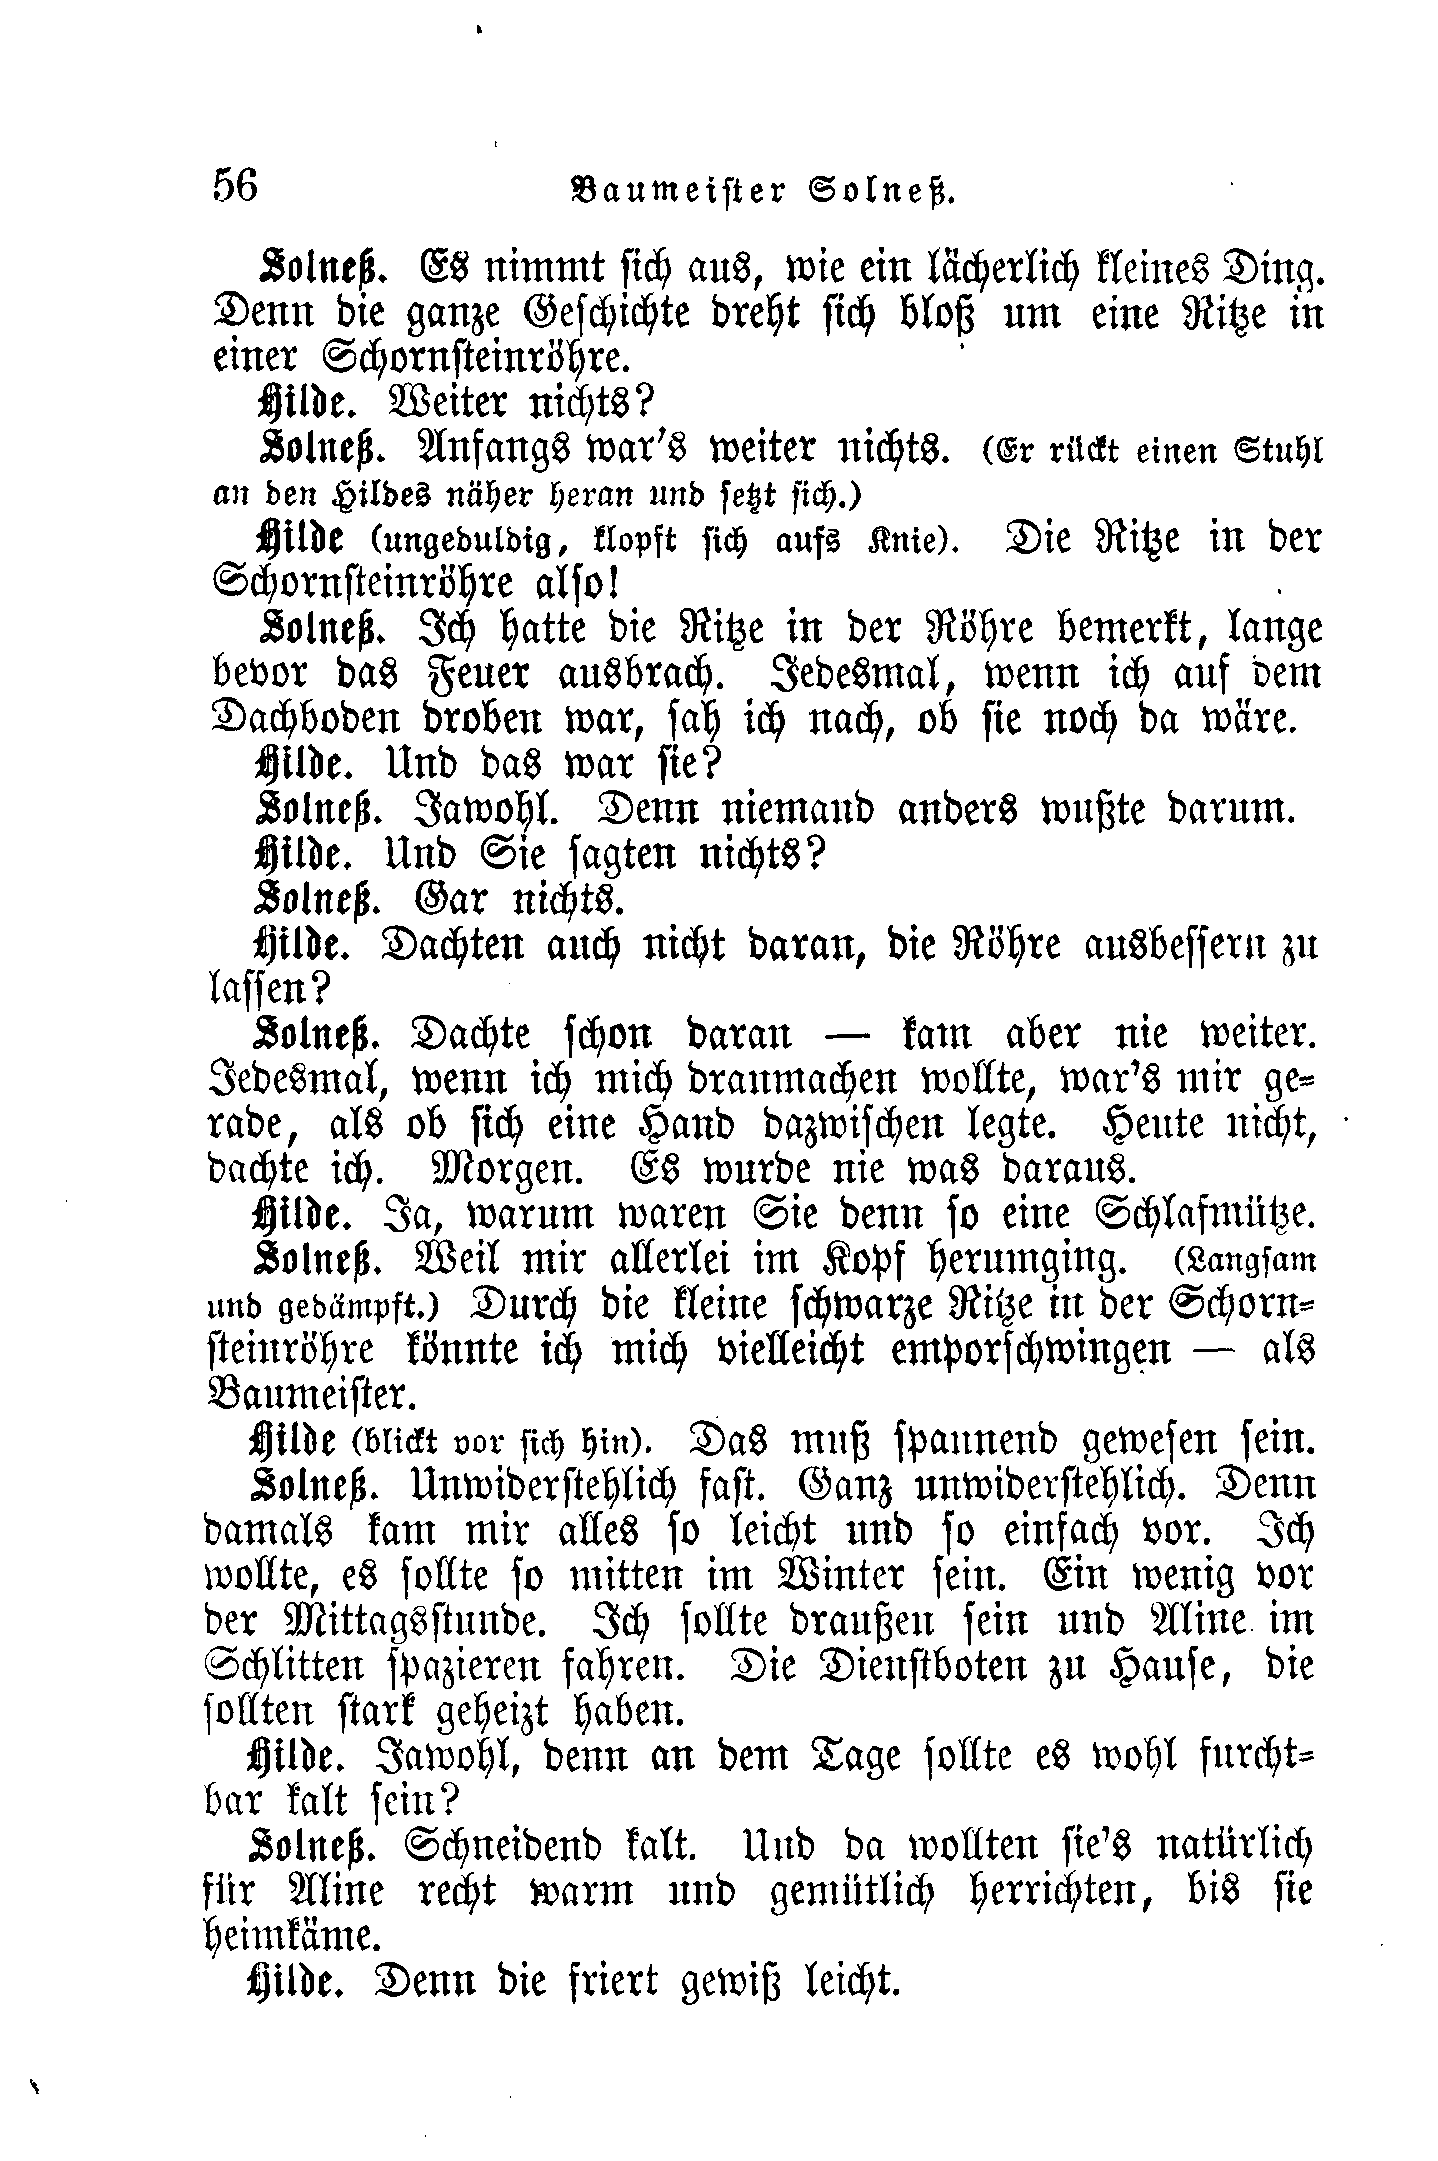 56 Baumeister Solneß.
Solneß. Es nimmt sich aus, wie ein lächerlich kleines Ding.
Denn die ganze Geschichte dreht sich bloß um eine Ritze in
einer Schornsteinröhre.
Hilde. Weiter nichts?
Solneß. Anfangs war's weiter nichts. (Er rückt einen Stuhl
an den Hildes näher heran und setzt sich.)
Hilde (ungeduldig, klopft sich aufs Knie). Die Ritze in der
Schornsteinröhre also!
Solneß. Ich hatte die Ritze in der Röhre bemerkt, lange
bevor das Feuer ausbrach. Jedesmal, wenn ich auf dem
Dachboden droben war, sah ich nach, ob sie noch da wäre.
Hilde. Und das war sie?
Solneß. Jawohl. Denn niemand anders wußte darum.
Hilde. Und Sie sagten nichts?
Solneß. Gar nichts.
Hilde. Dachten auch nicht daran, die Röhre ausbessern zu
lassen?
Solneß. Dachte schon daran — kam aber nie weiter.
Jedesmal, wenn ich mich dranmachen wollte, war's mir ge-
rade, als ob sich eine Hand dazwischen legte. Heute nicht,
dachte ich. Morgen. Es wurde nie was daraus.
Hilde. Ja, warum waren Sie denn so eine Schlafmütze.
Solneß. Weil mir allerlei im Kopf herumging. (Langsam
und gedämpft.) Durch die kleine schwarze Ritze in der Schorn-
steinröhre könnte ich mich vielleicht emporschwingen — als
Baumeister.
Hilde (blickt vor sich hin). Das muß spannend gewesen sein.
Solneß. Unwiderstehlich fast. Ganz unwiderstehlich. Denn
damals kam mir alles so leicht und so einfach vor. Ich
wollte, es sollte so mitten im Winter sein. Ein wenig vor
der Mittagsstunde. Ich sollte draußen sein und Aline im
Schlitten spazieren fahren. Die Dienstboten zu Hause, die
sollten stark geheizt haben.
Hilde. Jawohl, denn an dem Tage sollte es wohl furcht-
bar kalt sein?
Solneß. Schneidend kalt. Und da wollten sie's natürlich
für Aline recht warm und gemütlich herrichten, bis sie
heimkäme.
Hilde. Denn die friert gewiß leicht.